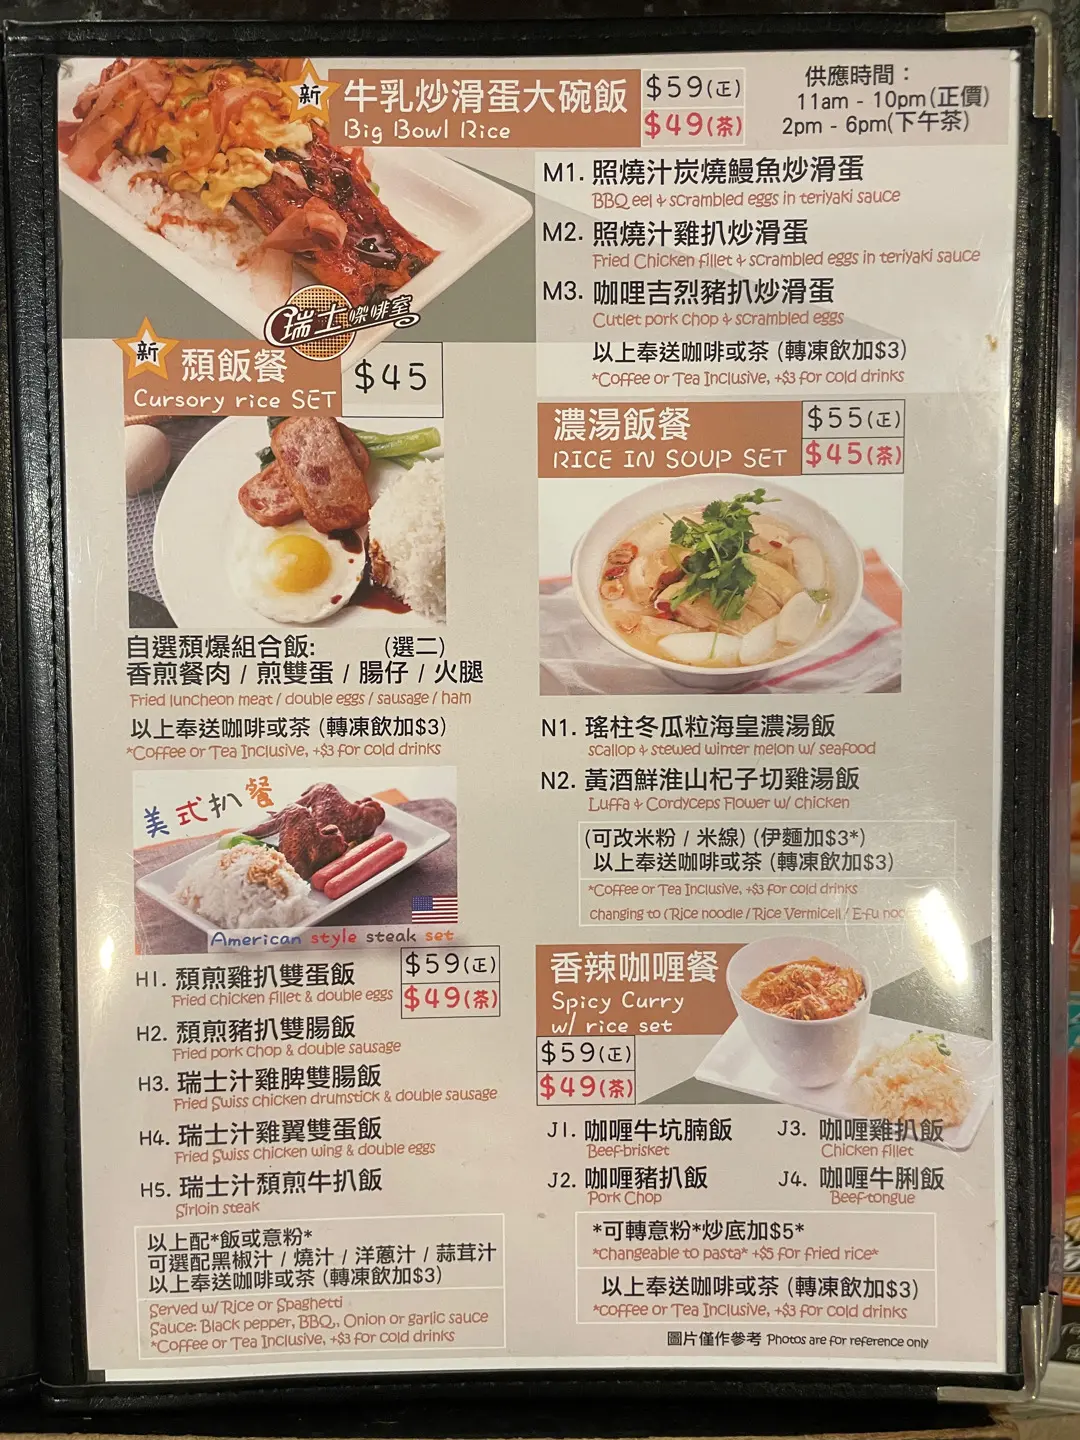 新
牛乳炒滑蛋大碗飯
Big Bowl Rice
$59(正)
$49(茶)
供應時間：
11am - 10pm(正價)
2pm - 6pm(下午茶)
M1. 照燒汁炭燒鰻魚炒滑蛋
BBQ eel & scrambled eggs in teriyaki sauce
M2. 照燒汁雞扒炒滑蛋
Fried Chicken fillet & scrambled eggs in teriyaki sauce
M3. 咖哩吉烈豬扒炒滑蛋
Cutlet pork chop & scrambled eggs
以上奉送咖啡或茶 (轉凍飲加$3)
*Coffee or Tea Inclusive, +$3 for cold drinks
瑞士㗎啡室
新
頹飯餐
Cursory rice SET
$45
自選頹爆組合飯: (選二)
香煎餐肉 / 煎雙蛋 / 腸仔 / 火腿
Fried luncheon meat / double eggs / sausage / ham
以上奉送咖啡或茶 (轉凍飲加$3)
*Coffee or Tea Inclusive, +$3 for cold drinks
美式扒餐
American style steak set
$59(正)
$49(茶)
H1. 頹煎雞扒雙蛋飯
Fried chicken fillet & double eggs
H2. 頹煎豬扒雙腸飯
Fried pork chop & double sausage
H3. 瑞士汁雞脾雙腸飯
Fried Swiss chicken drumstick & double sausage
H4. 瑞士汁雞翼雙蛋飯
Fried Swiss chicken wing & double eggs
H5. 瑞士汁頹煎牛扒飯
Sirloin steak
以上配*飯或意粉*
可選配黑椒汁 / 燒汁 / 洋蔥汁 / 蒜茸汁
以上奉送咖啡或茶 (轉凍飲加$3)
Served w/ Rice or Spaghetti
Sauce: Black pepper, BBQ, Onion or garlic sauce
*Coffee or Tea Inclusive, +$3 for cold drinks
濃湯飯餐
RICE IN SOUP SET
$55(正)
$45(茶)
N1. 瑤柱冬瓜粒海皇濃湯飯
scallop & stewed winter melon w/ seafood
N2. 黃酒鮮淮山杞子切雞湯飯
Luffa & Cordyceps Flower w/ chicken
(可改米粉 / 米線) (伊麵加$3*)
以上奉送咖啡或茶 (轉凍飲加$3)
*Coffee or Tea Inclusive, +$3 for cold drinks
changing to (Rice noodle / Rice Vermicell / E-fu
香辣咖喱餐
Spicy Curry
w/ rice set
$59(正)
$49(茶)
J1. 咖喱牛坑腩飯
Beef-brisket
J2. 咖喱豬扒飯
Pork Chop
J3. 咖喱雞扒飯
Chicken fillet
J4. 咖喱牛脷飯
Beef-tongue
*可轉意粉*炒底加$5*
*changeable to pasta* +$5 for fried rice*
以上奉送咖啡或茶 (轉凍飲加$3)
*coffee or Tea Inclusive, +$3 for cold drinks
圖片僅作參考 Photos are for reference only